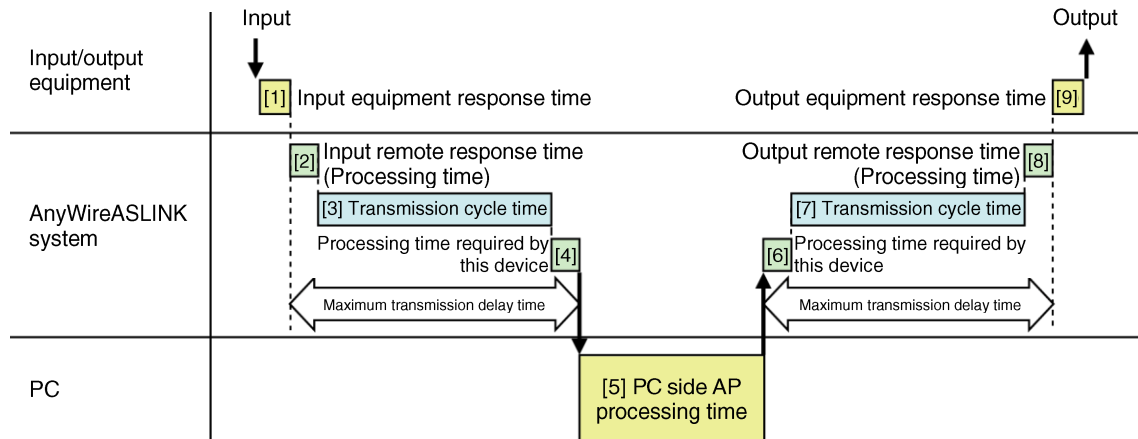 Input
Output
Input/output
equipment
[1]
Input equipment response time
Output equipment response time
[9]
AnyWireASLINK
system
[2]
Input remote response time
(Processing time)
Output remote response time
(Processing time)
[8]
[3] Transmission cycle time
[7] Transmission cycle time
Processing time required by
this device
[4]
[6]
Processing time required by
this device
Maximum transmission delay time
Maximum transmission delay time
PC
[5] PC side AP
processing time